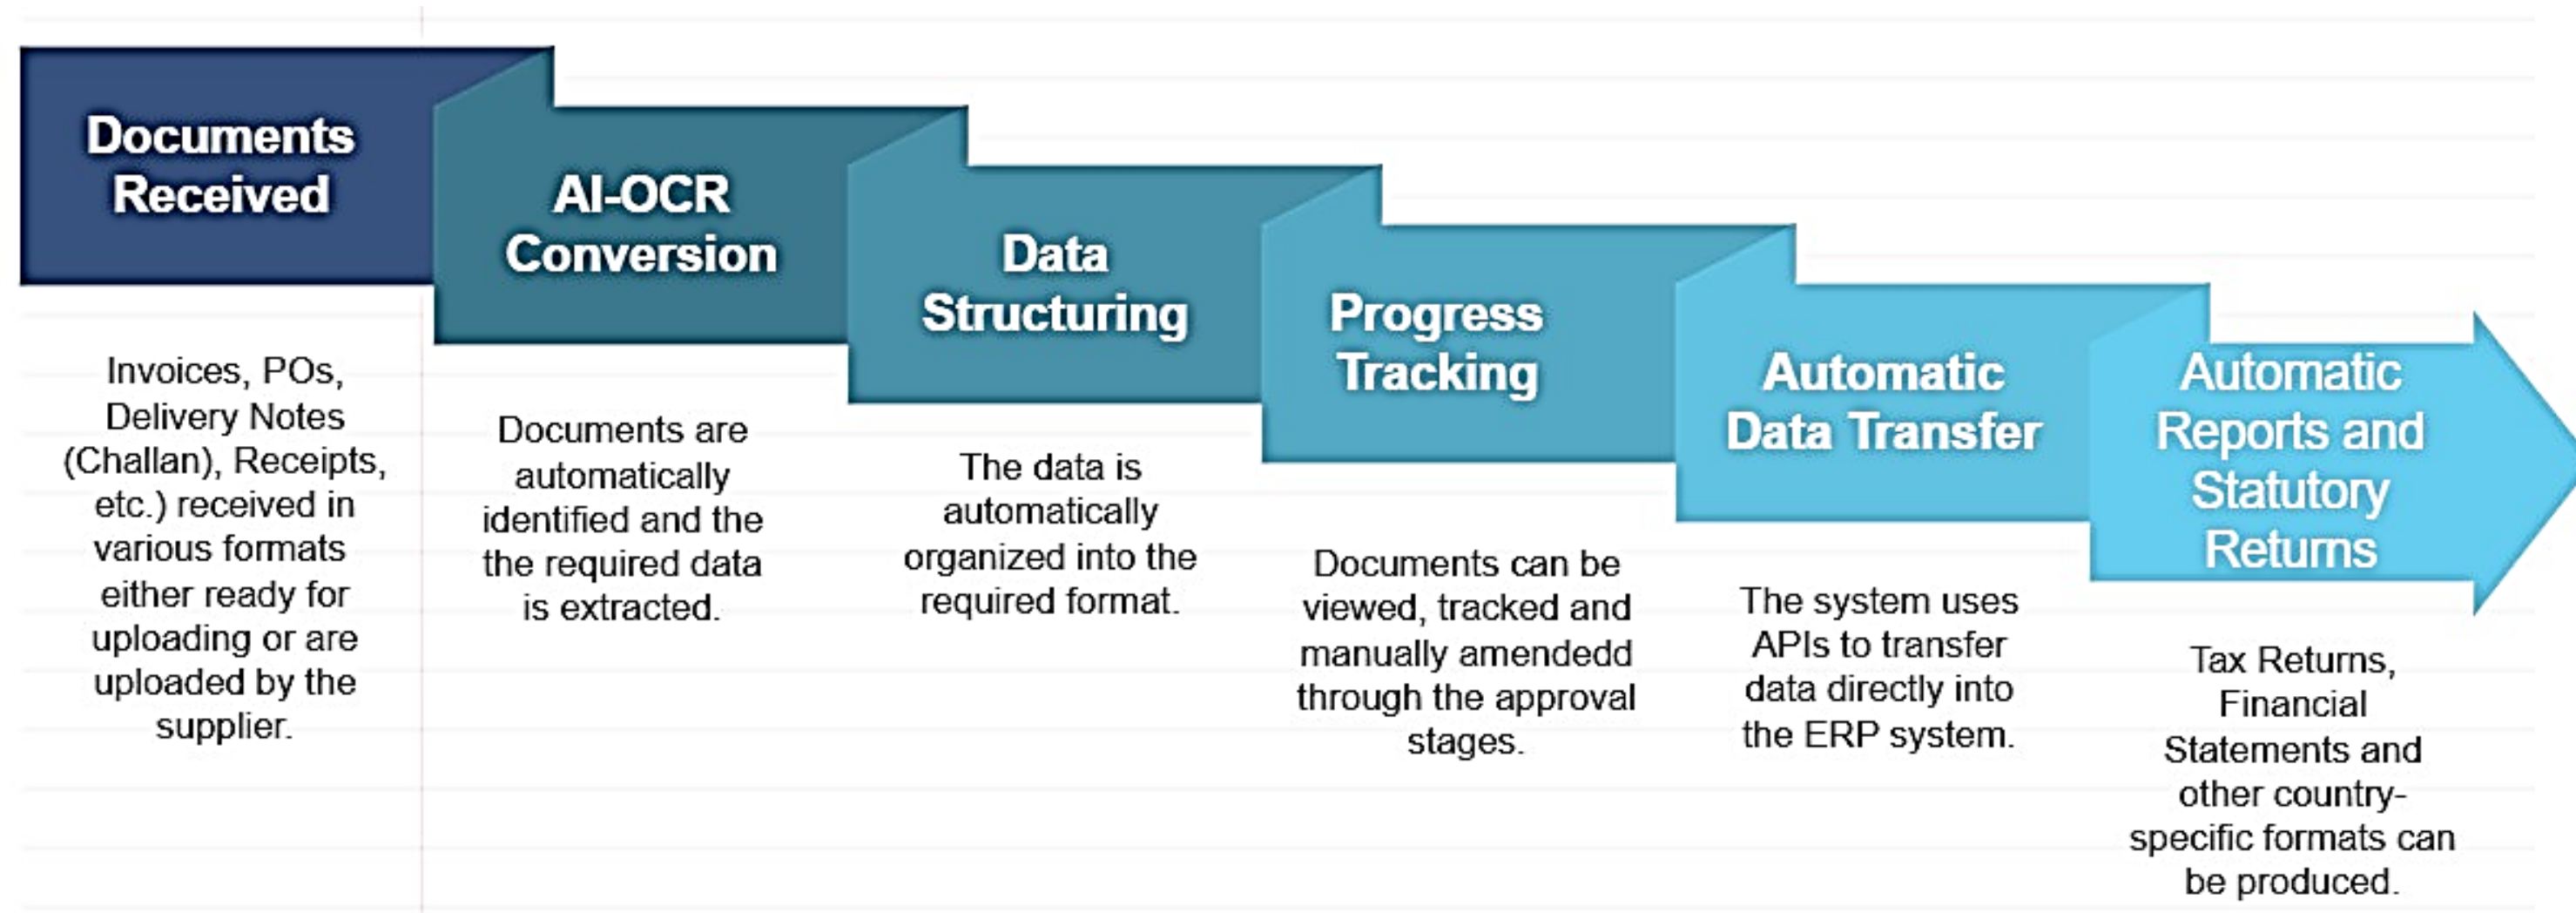 Documents
Received
Invoices, POs,
Delivery Notes
(Challan), Receipts,
etc.) received in
various formats
either ready for
uploading or are
uploaded by the
supplier.
AI-OCR
Conversion
Documents are
automatically
identified and the
the required data
is extracted.
Data
Structuring
The data is
automatically
organized into the
required format.
Progress
Tracking
Documents can be
viewed, tracked and
manually amendedd
through the approval
stages.
Automatic
Data Transfer
The system uses
APIs to transfer
data directly into
the ERP system.
Automatic
Reports and
Statutory
Returns
Tax Returns,
Financial
Statements and
other country-
specific formats can
be produced.